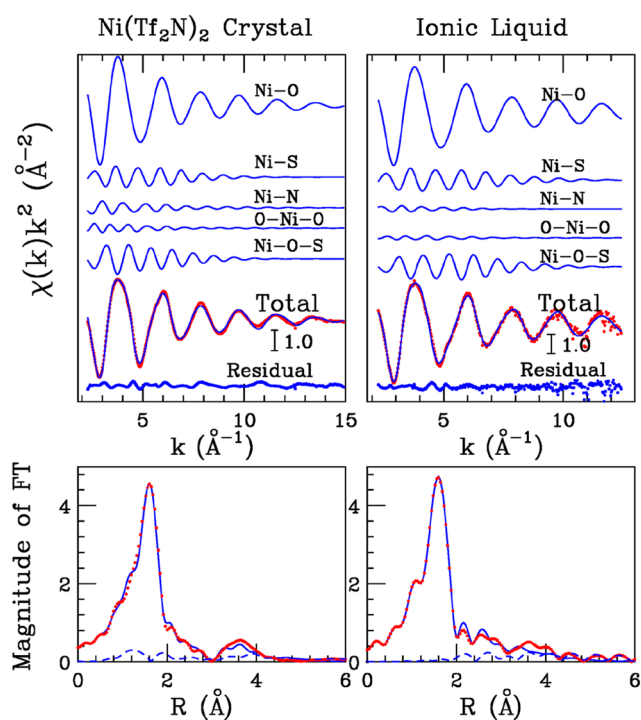 Ni(Tf₂N)₂ Crystal
Ionic Liquid
χ(k)k² (Å⁻²)
Ni−O
Ni−S
Ni−N
O−Ni−O
Ni−O−S
Total
1.0
Residual
5
10
15
k (Å⁻¹)
Ni−O
Ni−S
Ni−N
O−Ni−O
Ni−O−S
Total
1.0
Residual
5
10
k (Å⁻¹)
Magnitude of FT
4
2
0
0
2
4
6
R (Å)
4
2
0
0
2
4
6
R (Å)